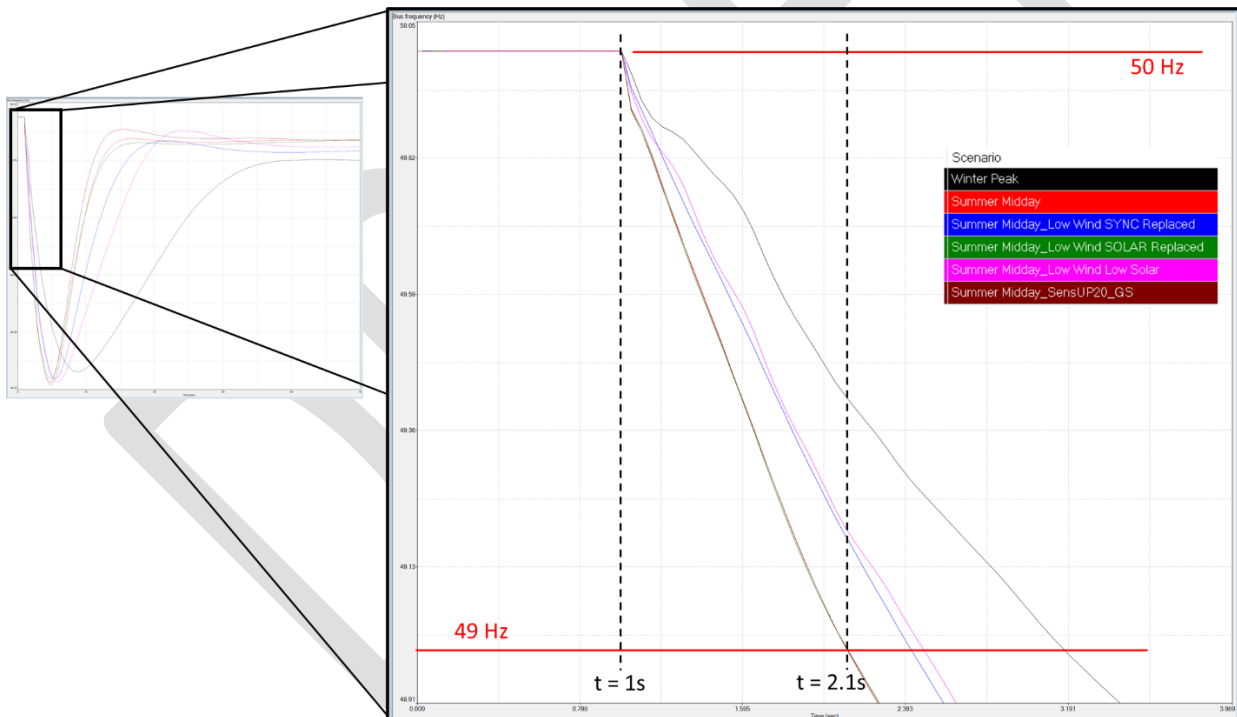 Bus frequency (Hz)
50.05
50 Hz
49.82
Scenario
Winter Peak
Summer Midday
Summer Midday_Low Wind SYNC Replaced
Summer Midday_Low Wind SOLAR Replaced
Summer Midday_Low Wind Low Solar
Summer Midday_SensUP20_GS
49.59
49.36
49.13
49 Hz
t = 1s
t = 2.1s
48.91
0.000
0.798
1.595
2.393
3.191
3.989